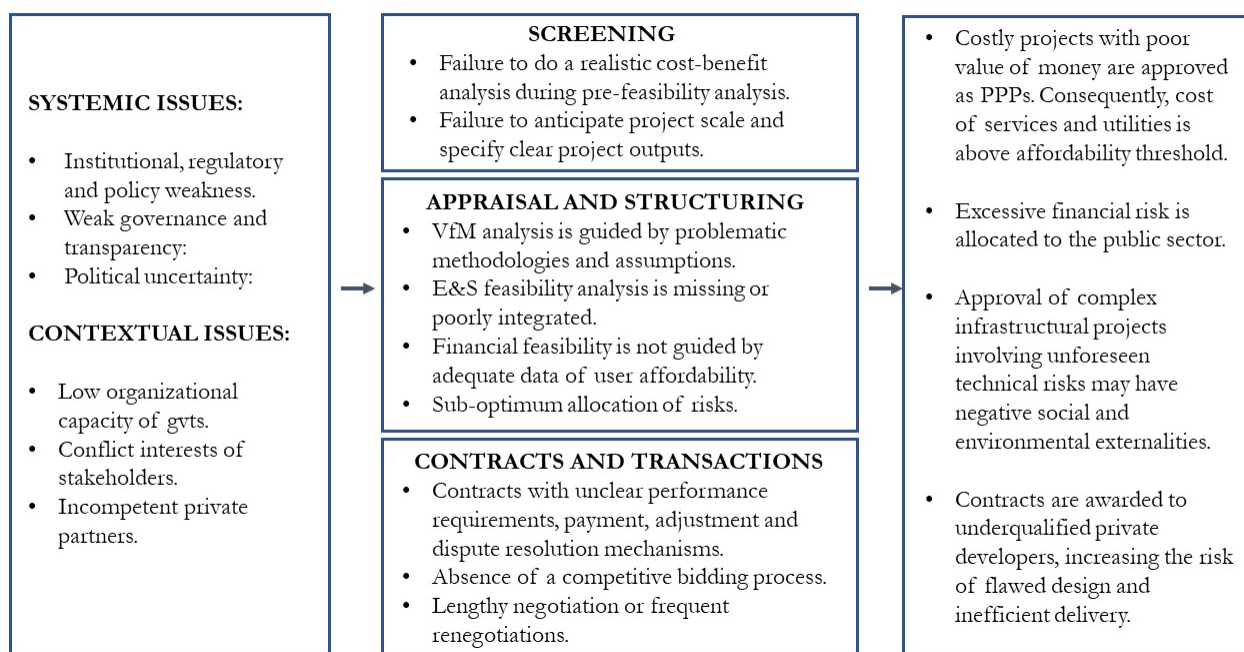 SYSTEMIC ISSUES:
• Institutional, regulatory
and policy weakness.
• Weak governance and
transparency:
• Political uncertainty:
CONTEXTUAL ISSUES:
• Low organizational
capacity of gvts.
• Conflict interests of
stakeholders.
• Incompetent private
partners.
SCREENING
• Failure to do a realistic cost-benefit
analysis during pre-feasibility analysis.
• Failure to anticipate project scale and
specify clear project outputs.
APPRAISAL AND STRUCTURING
• VfM analysis is guided by problematic
methodologies and assumptions.
• E&S feasibility analysis is missing or
poorly integrated.
• Financial feasibility is not guided by
adequate data of user affordability.
• Sub-optimum allocation of risks.
CONTRACTS AND TRANSACTIONS
• Contracts with unclear performance
requirements, payment, adjustment and
dispute resolution mechanisms.
• Absence of a competitive bidding process.
• Lengthy negotiation or frequent
renegotiations.
• Costly projects with poor
value of money are approved
as PPPs. Consequently, cost
of services and utilities is
above affordability threshold.
• Excessive financial risk is
allocated to the public sector.
• Approval of complex
infrastructural projects
involving unforeseen
technical risks may have
negative social and
environmental externalities.
• Contracts are awarded to
underqualified private
developers, increasing the risk
of flawed design and
inefficient delivery.